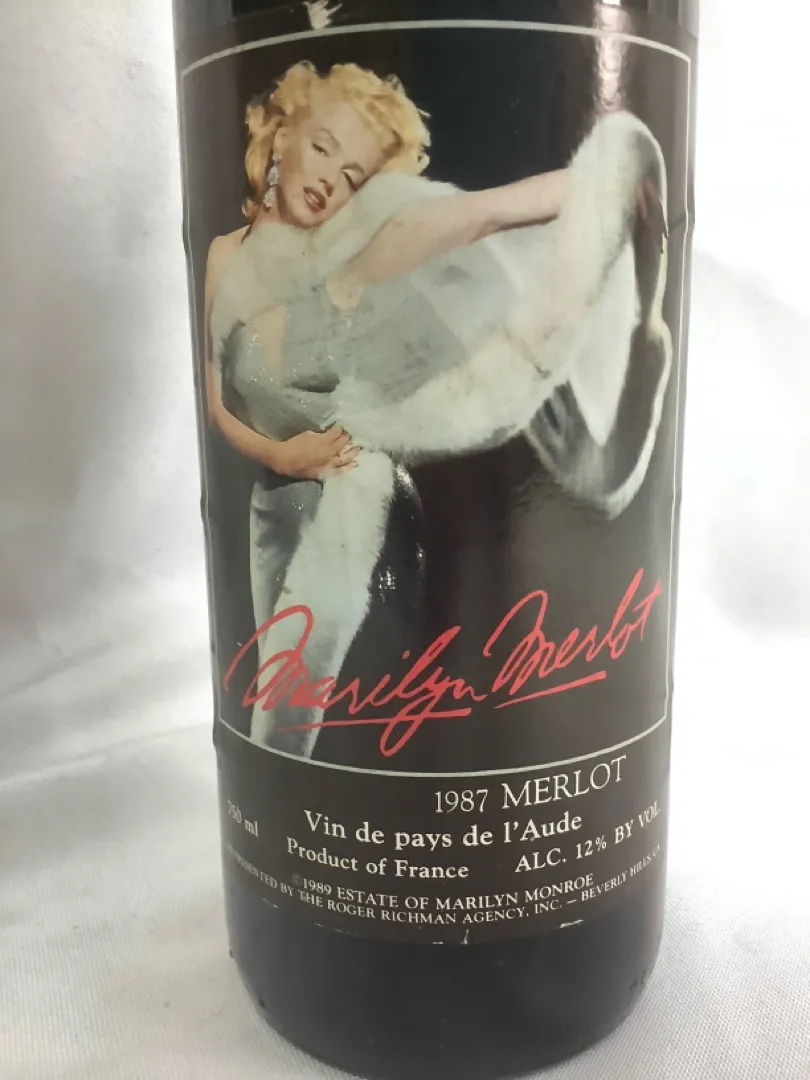 Marilyn Merlot
1987 MERLOT
750 ml Vin de pays de l'Aude
Product of France ALC. 12% BY VOL.
©1989 ESTATE OF MARILYN MONROE
REPRESENTED BY THE ROGER RICHMAN AGENCY, INC. — BEVERLY HILLS, CA